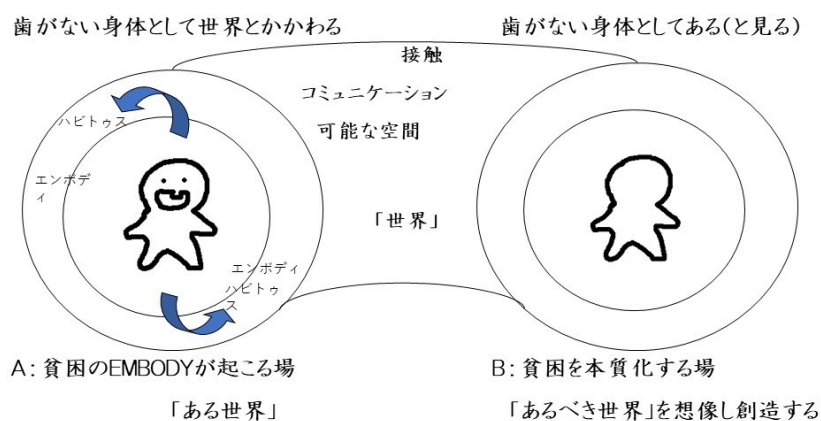 歯がない身体として世界とかかわる
歯がない身体としてある(と見る)
接触
コミュニケーション
可能な空間
ハビトゥス
エンボデ
ィ
「世界」
エンボディ
ハビトゥ
ス
A:貧困のEMBODYが起こる場
B:貧困を本質化する場
「ある世界」
「あるべき世界」を想像し創造する